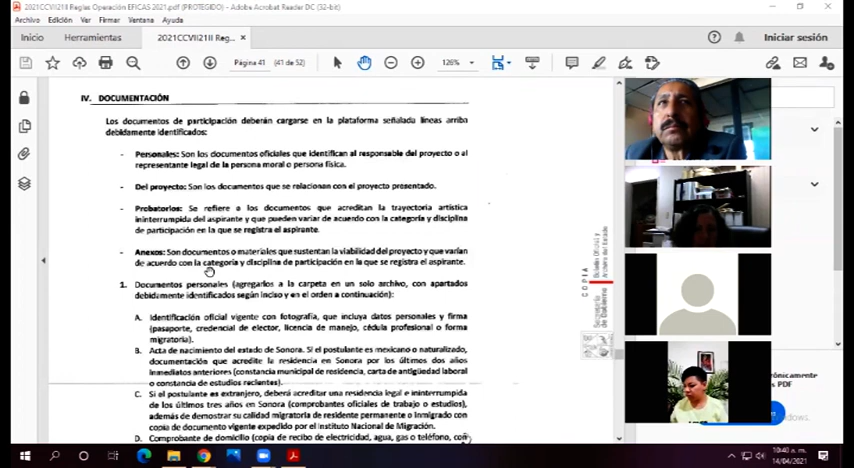 2021CCVII21II Reglas Operación EFICAS 2021.pdf (PROTEGIDO) - Adobe Acrobat Reader DC (32-bit)
Archivo Edición Ver Firmar Ventana Ayuda
Inicio Herramientas 2021CCVII21II Reg... × Iniciar sesión
Página 41 (41 de 52) 126%
IV. DOCUMENTACIÓN
Los documentos de participación deberán cargarse en la plataforma señalada líneas arriba
debidamente identificados:
- Personales: Son los documentos oficiales que identifican al responsable del proyecto o al
representante legal de la persona moral o persona física.
- Del proyecto: Son los documentos que se relacionan con el proyecto presentado.
- Probatorios: Se refiere a los documentos que acreditan la trayectoria artística
ininterrumpida del aspirante y que pueden variar de acuerdo con la categoría y disciplina
de participación en la que se registra el aspirante.
- Anexos: Son documentos o materiales que sustentan la viabilidad del proyecto y que varían
de acuerdo con la categoría y disciplina de participación en la que se registra el aspirante.
1. Documentos personales (agregarlos a la carpeta en un solo archivo, con apartados
debidamente identificados según inciso y en el orden a continuación):
A. Identificación oficial vigente con fotografía, que incluya datos personales y firma
(pasaporte, credencial de elector, licencia de manejo, cédula profesional o forma
migratoria).
B. Acta de nacimiento del estado de Sonora. Si el postulante es mexicano o naturalizado,
documentación que acredite la residencia en Sonora por los últimos dos años
inmediatos anteriores (constancia municipal de residencia, carta de antigüedad laboral
o constancia de estudios recientes).
C. Si el postulante es extranjero, deberá acreditar una residencia legal e ininterrumpida
de los últimos tres años en Sonora (comprobantes oficiales de trabajo o estudios),
además de demostrar su calidad migratoria de residente permanente o inmigrado con
copia de documento vigente expedido por el Instituto Nacional de Migración.
D. Comprobante de domicilio (copia de recibo de electricidad, agua, gas o teléfono, con
COPIA
Boletín Oficial y
Archivo del Estado
Secretaría
de Gobierno
trónicamente
s PDF
ndows.
10:40 a. m.
14/04/2021